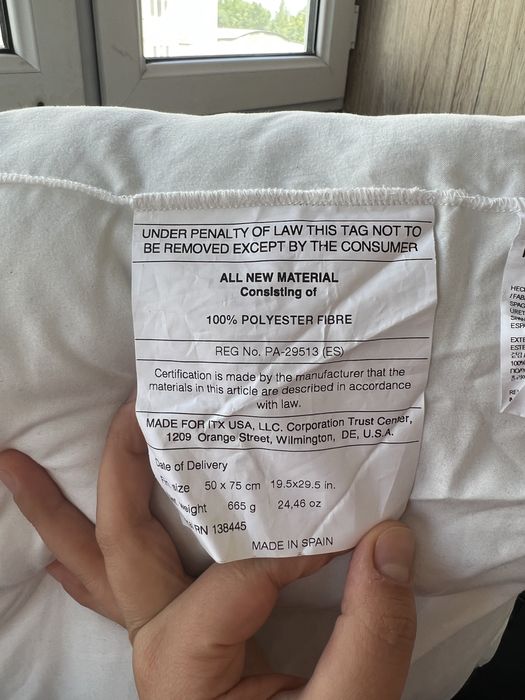 UNDER PENALTY OF LAW THIS TAG NOT TO
BE REMOVED EXCEPT BY THE CONSUMER
ALL NEW MATERIAL
Consisting of
100% POLYESTER FIBRE
REG No. PA-29513 (ES)
Certification is made by the manufacturer that the
materials in this article are described in accordance
with law.
MADE FOR ITX USA, LLC. Corporation Trust Center,
1209 Orange Street, Wilmington, DE, U.S.A.
Date of Delivery
size 50 x 75 cm 19.5x29.5 in.
weight 665 g 24,46 oz
RN 138445
MADE IN SPAIN